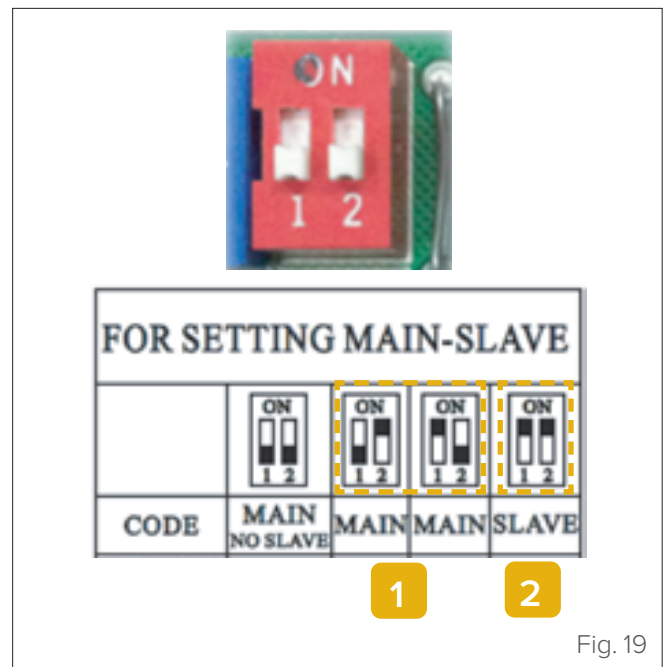 ON
1 2
FOR SETTING MAIN-SLAVE
ON ON ON ON
1 2 1 2 1 2 1 2
CODE MAIN NO SLAVE MAIN MAIN SLAVE
1 2
Fig. 19